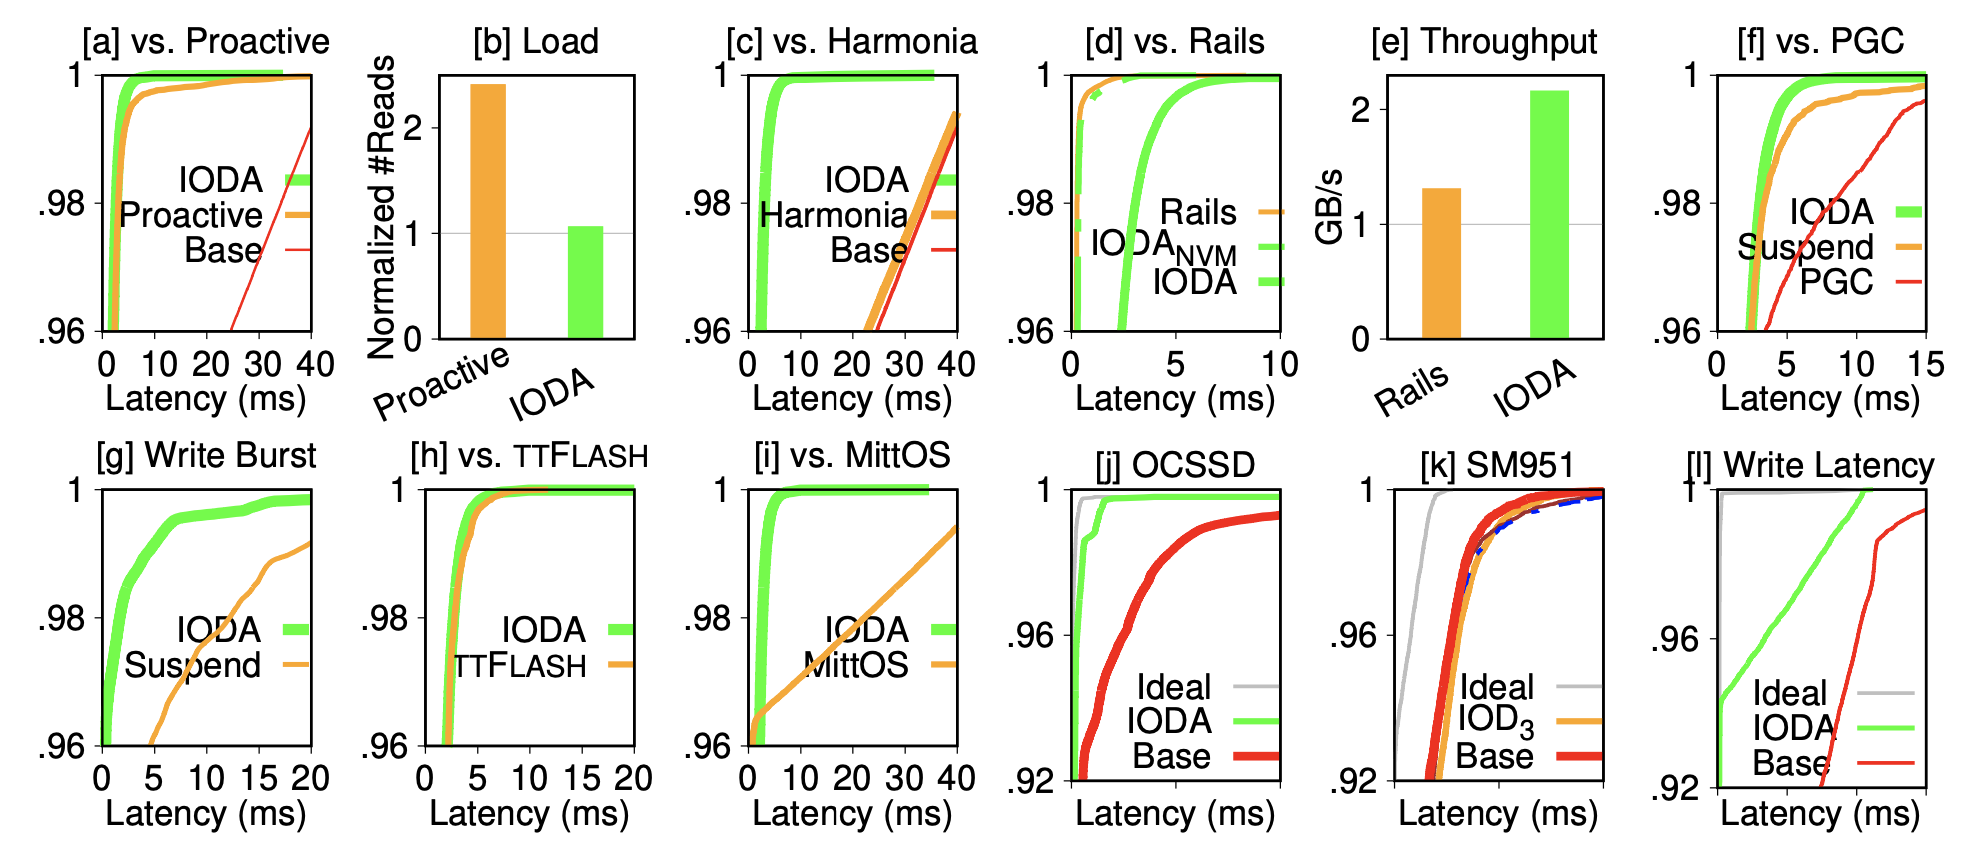 [a] vs. Proactive
1
.98
.96
IODA
Proactive
Base
0 10 20 30 40
Latency (ms)
[b] Load
Normalized #Reads
2
1
0
Proactive
IODA
[c] vs. Harmonia
1
.98
.96
IODA
Harmonia
Base
0 10 20 30 40
Latency (ms)
[d] vs. Rails
1
.98
.96
Rails
IODANVM
IODA
0 5 10
Latency (ms)
[e] Throughput
GB/s
2
1
0
Rails
IODA
[f] vs. PGC
1
.98
.96
IODA
Suspend
PGC
0 5 10 15
Latency (ms)
[g] Write Burst
1
.98
.96
IODA
Suspend
0 5 10 15 20
Latency (ms)
[h] vs. TTFLASH
1
.98
.96
IODA
TTFLASH
0 5 10 15 20
Latency (ms)
[i] vs. MittOS
1
.98
.96
IODA
MittOS
0 10 20 30 40
Latency (ms)
[j] OCSSD
1
.96
.92
Ideal
IODA
Base
Latency (ms)
[k] SM951
1
.96
.92
Ideal
IOD3
Base
Latency (ms)
[l] Write Latency
1
.96
.92
Ideal
IODA
Base
Latency (ms)